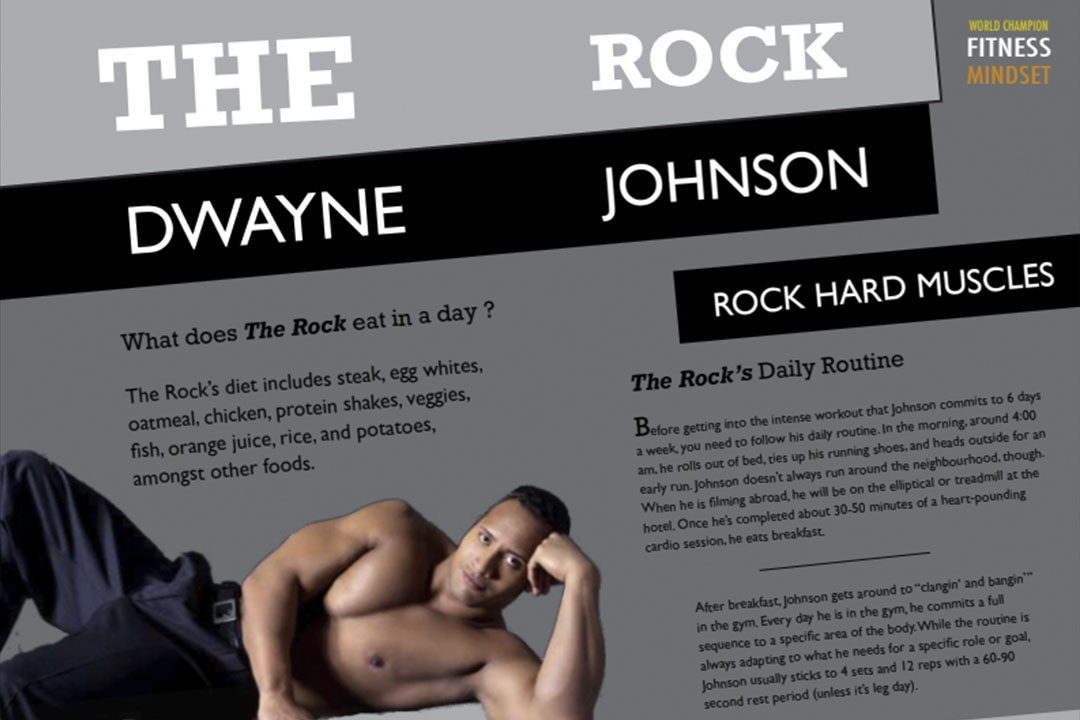 THE ROCK
WORLD CHAMPION
FITNESS
MINDSET
DWAYNE JOHNSON
ROCK HARD MUSCLES
What does The Rock eat in a day ?
The Rock's diet includes steak, egg whites,
oatmeal, chicken, protein shakes, veggies,
fish, orange juice, rice, and potatoes,
amongst other foods.
The Rock's Daily Routine
Before getting into the intense workout that Johnson commits to 6 days
a week, you need to follow his daily routine. In the morning, around 4:00
am, he rolls out of bed, ties up his running shoes, and heads outside for an
early run. Johnson doesn't always run around the neighbourhood, though.
When he is filming abroad, he will be on the elliptical or treadmill at the
hotel. Once he's completed about 30-50 minutes of a heart-pounding
cardio session, he eats breakfast.
After breakfast, Johnson gets around to "clangin' and bangin'"
in the gym. Every day he is in the gym, he commits a full
sequence to a specific area of the body. While the routine is
always adapting to what he needs for a specific role or goal,
Johnson usually sticks to 4 sets and 12 reps with a 60-90
second rest period (unless it's leg day).